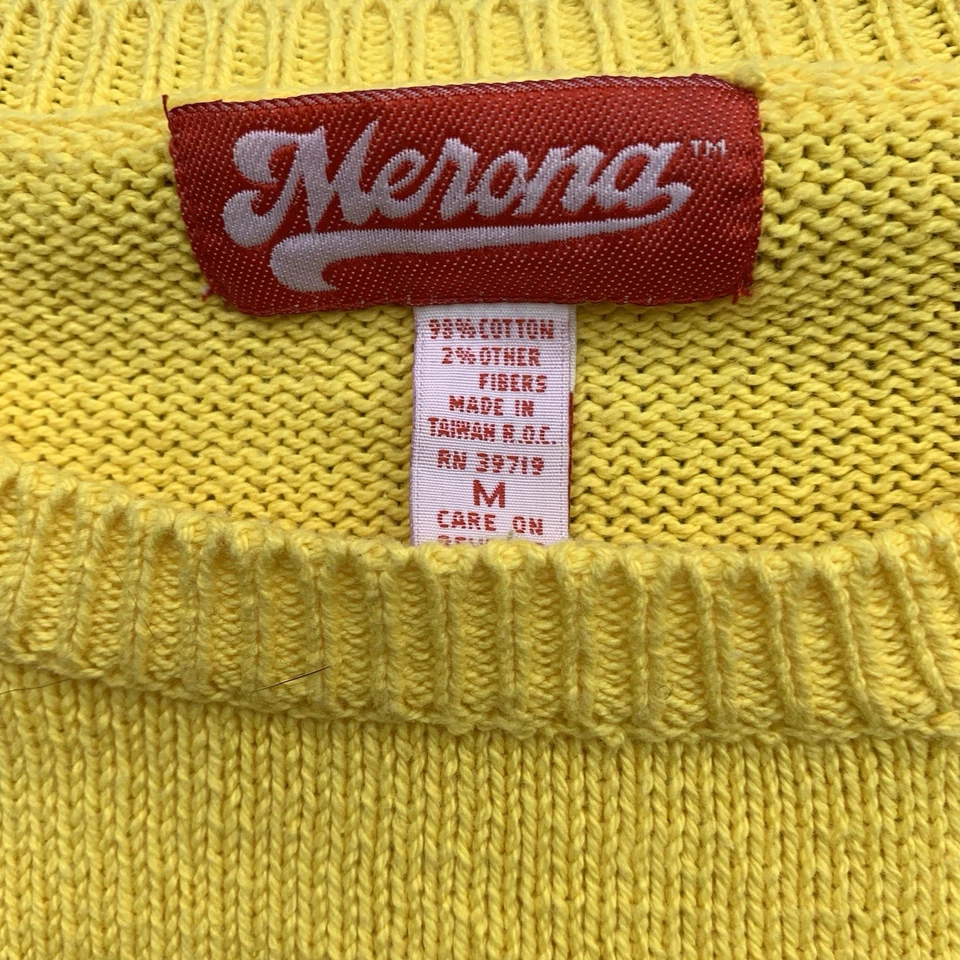 Merona™
98% COTTON
2% OTHER
FIBERS
MADE IN
TAIWAN R.O.C.
RN 39719
M
CARE ON